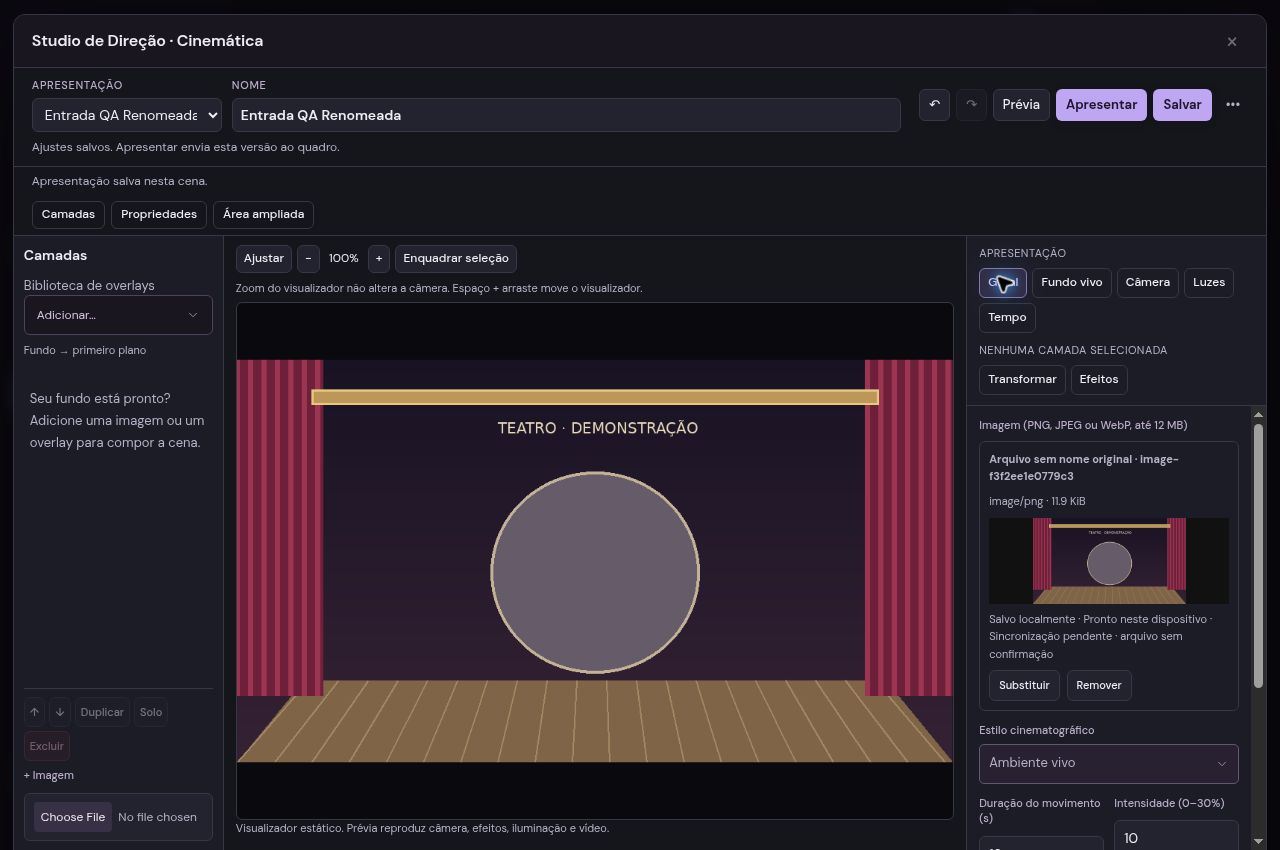 Studio de Direção · Cinemática
×
APRESENTAÇÃO
NOME
Entrada QA Renomeada
Entrada QA Renomeada
Prévia
Apresentar
Salvar
Ajustes salvos. Apresentar envia esta versão ao quadro.
Apresentação salva nesta cena.
Camadas
Propriedades
Área ampliada
Camadas
Biblioteca de overlays
Adicionar...
Fundo → primeiro plano
Seu fundo está pronto?
Adicione uma imagem ou um
overlay para compor a cena.
↑
↓
Duplicar
Solo
Excluir
+ Imagem
Choose File
No file chosen
Ajustar
−
100%
+
Enquadrar seleção
Zoom do visualizador não altera a câmera. Espaço + arraste move o visualizador.
TEATRO · DEMONSTRAÇÃO
Visualizador estático. Prévia reproduz câmera, efeitos, iluminação e vídeo.
APRESENTAÇÃO
Fundo vivo
Câmera
Luzes
Tempo
NENHUMA CAMADA SELECIONADA
Transformar
Efeitos
Imagem (PNG, JPEG ou WebP, até 12 MB)
Arquivo sem nome original · image-
f3f2ee1e0779c3
image/png · 11.9 KiB
TEATRO · DEMONSTRAÇÃO
Salvo localmente · Pronto neste dispositivo ·
Sincronização pendente · arquivo sem
confirmação
Substituir
Remover
Estilo cinematográfico
Ambiente vivo
Duração do movimento
(s)
Intensidade (0–30%)
10